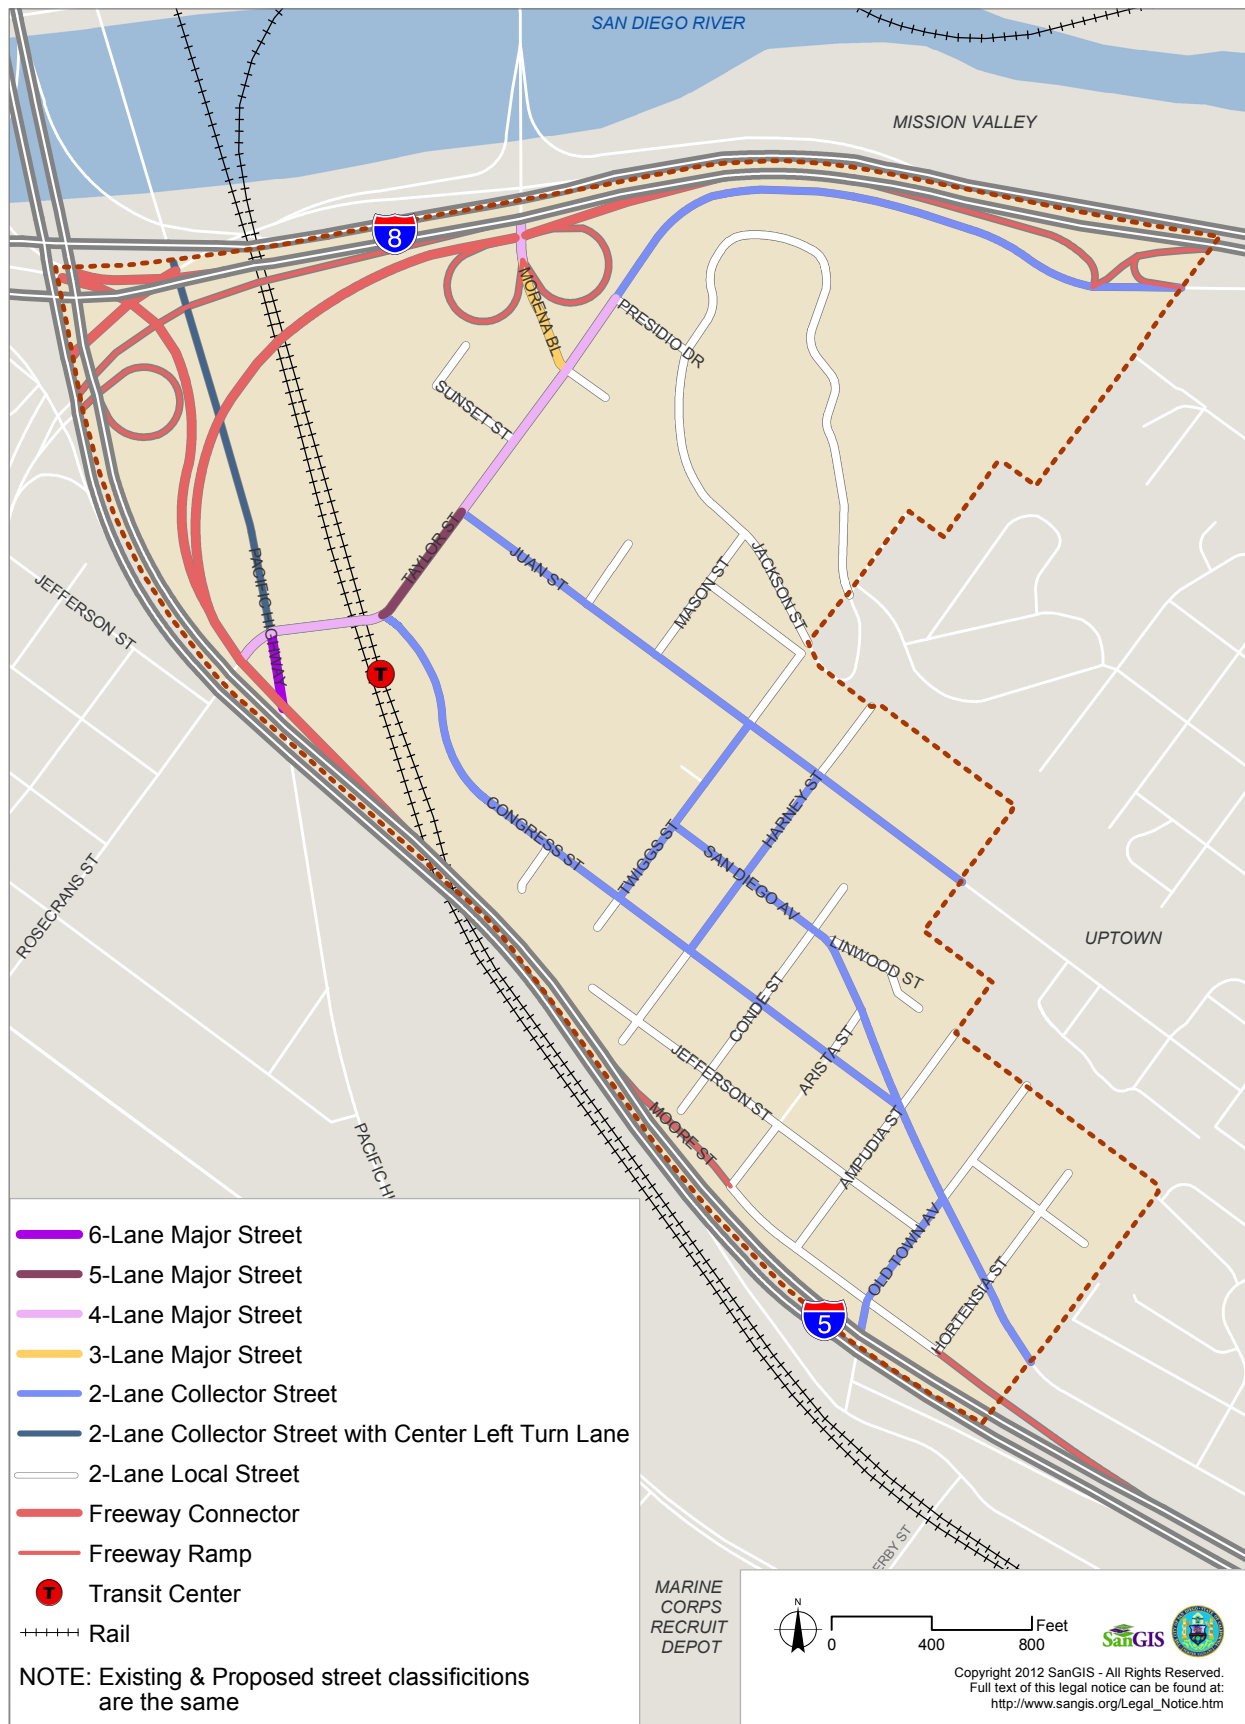 SAN DIEGO RIVER
MISSION VALLEY
8
MORENA BL
PRESIDIO DR
SUNSET ST
TAYLOR ST
JUAN ST
MASON ST
JACKSON ST
PACIFIC HIGHWAY
JEFFERSON ST
T
CONGRESS ST
TWIGGS ST
HARNEY ST
SAN DIEGO AV
ROSECRANS ST
LINWOOD ST
UPTOWN
CONDE ST
ARISTA ST
JEFFERSON ST
MOORE ST
AMPUDIA ST
PACIFIC HI
OLD TOWN AV
HORTENSIA ST
5
ERBY ST
6-Lane Major Street
5-Lane Major Street
4-Lane Major Street
3-Lane Major Street
2-Lane Collector Street
2-Lane Collector Street with Center Left Turn Lane
2-Lane Local Street
Freeway Connector
Freeway Ramp
T Transit Center
Rail
NOTE: Existing & Proposed street classificitions
are the same
MARINE
CORPS
RECRUIT
DEPOT
N
Feet
0 400 800
SanGIS
Copyright 2012 SanGIS - All Rights Reserved.
Full text of this legal notice can be found at:
http://www.sangis.org/Legal_Notice.htm